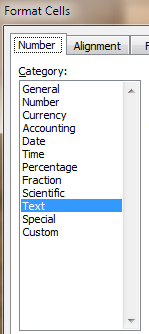 Format Cells
Number Alignment F
Category:
General
Number
Currency
Accounting
Date
Time
Percentage
Fraction
Scientific
Text
Special
Custom